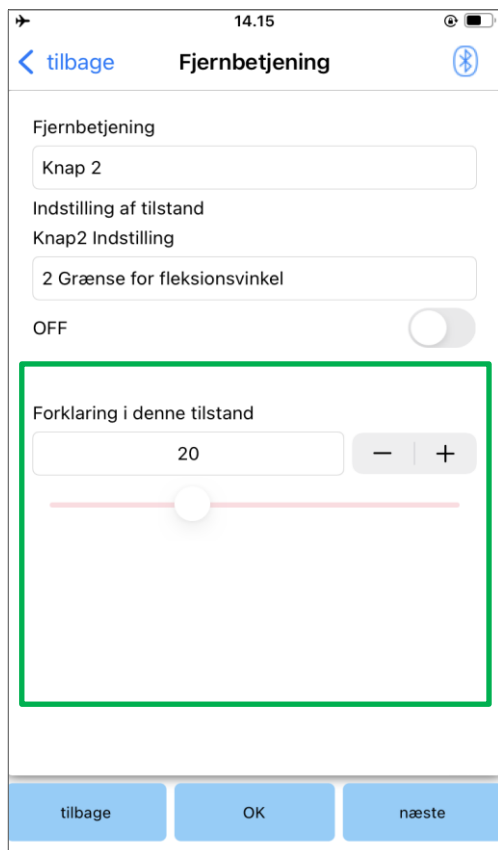 14.15
tilbage Fjernbetjening
Fjernbetjening
Knap 2
Indstilling af tilstand
Knap2 Indstilling
2 Grænse for fleksionsvinkel
OFF
Forklaring i denne tilstand
20 − +
tilbage OK næste